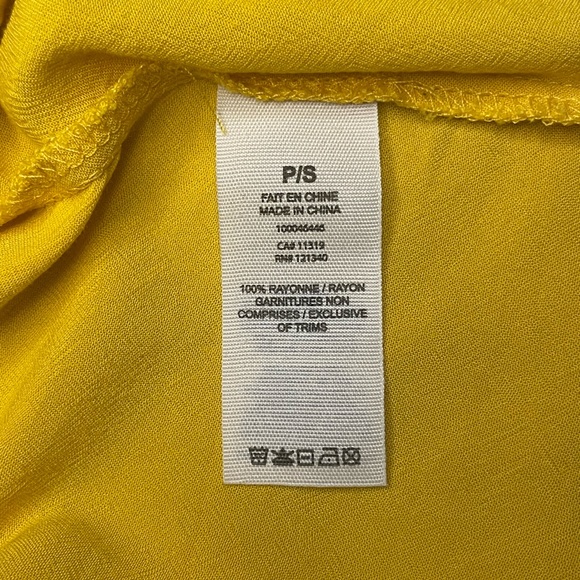 P/S
FAIT EN CHINE
MADE IN CHINA
100046446
CA# 11319
RN# 121340
100% RAYONNE / RAYON
GARNITURES NON
COMPRISES / EXCLUSIVE
OF TRIMS